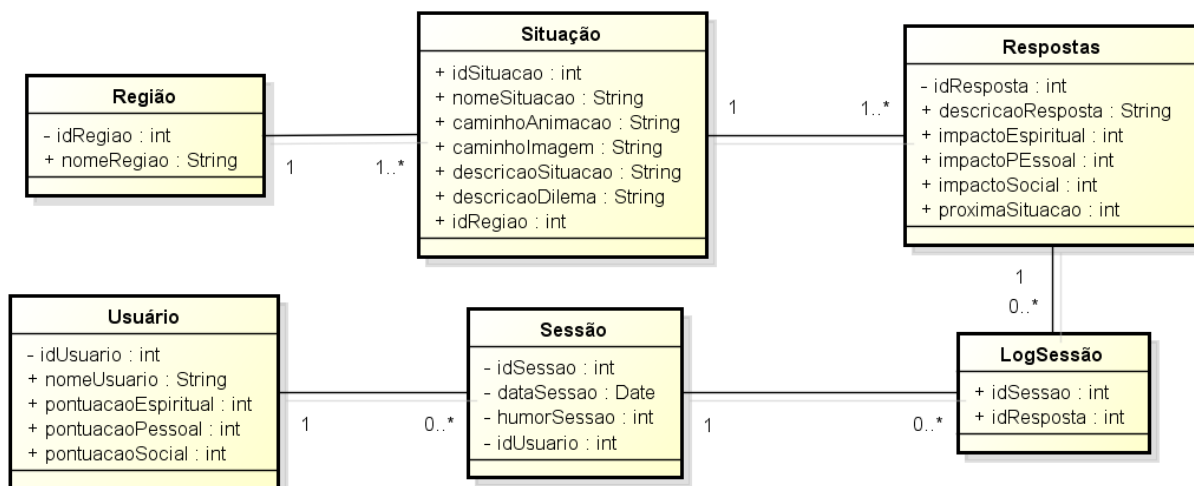 Região
- idRegiao : int
+ nomeRegiao : String
1
1..*
Situação
+ idSituacao : int
+ nomeSituacao : String
+ caminhoAnimacao : String
+ caminhoImagem : String
+ descricaoSituacao : String
+ descricaoDilema : String
+ idRegiao : int
1
1..*
Respostas
- idResposta : int
+ descricaoResposta : String
+ impactoEspiritual : int
+ impactoPEssoal : int
+ impactoSocial : int
+ proximaSituacao : int
1
0..*
Usuário
- idUsuario : int
+ nomeUsuario : String
+ pontuacaoEspiritual : int
+ pontuacaoPessoal : int
+ pontuacaoSocial : int
1
0..*
Sessão
- idSessao : int
- dataSessao : Date
- humorSessao : int
- idUsuario : int
1
0..*
LogSessão
+ idSessao : int
+ idResposta : int